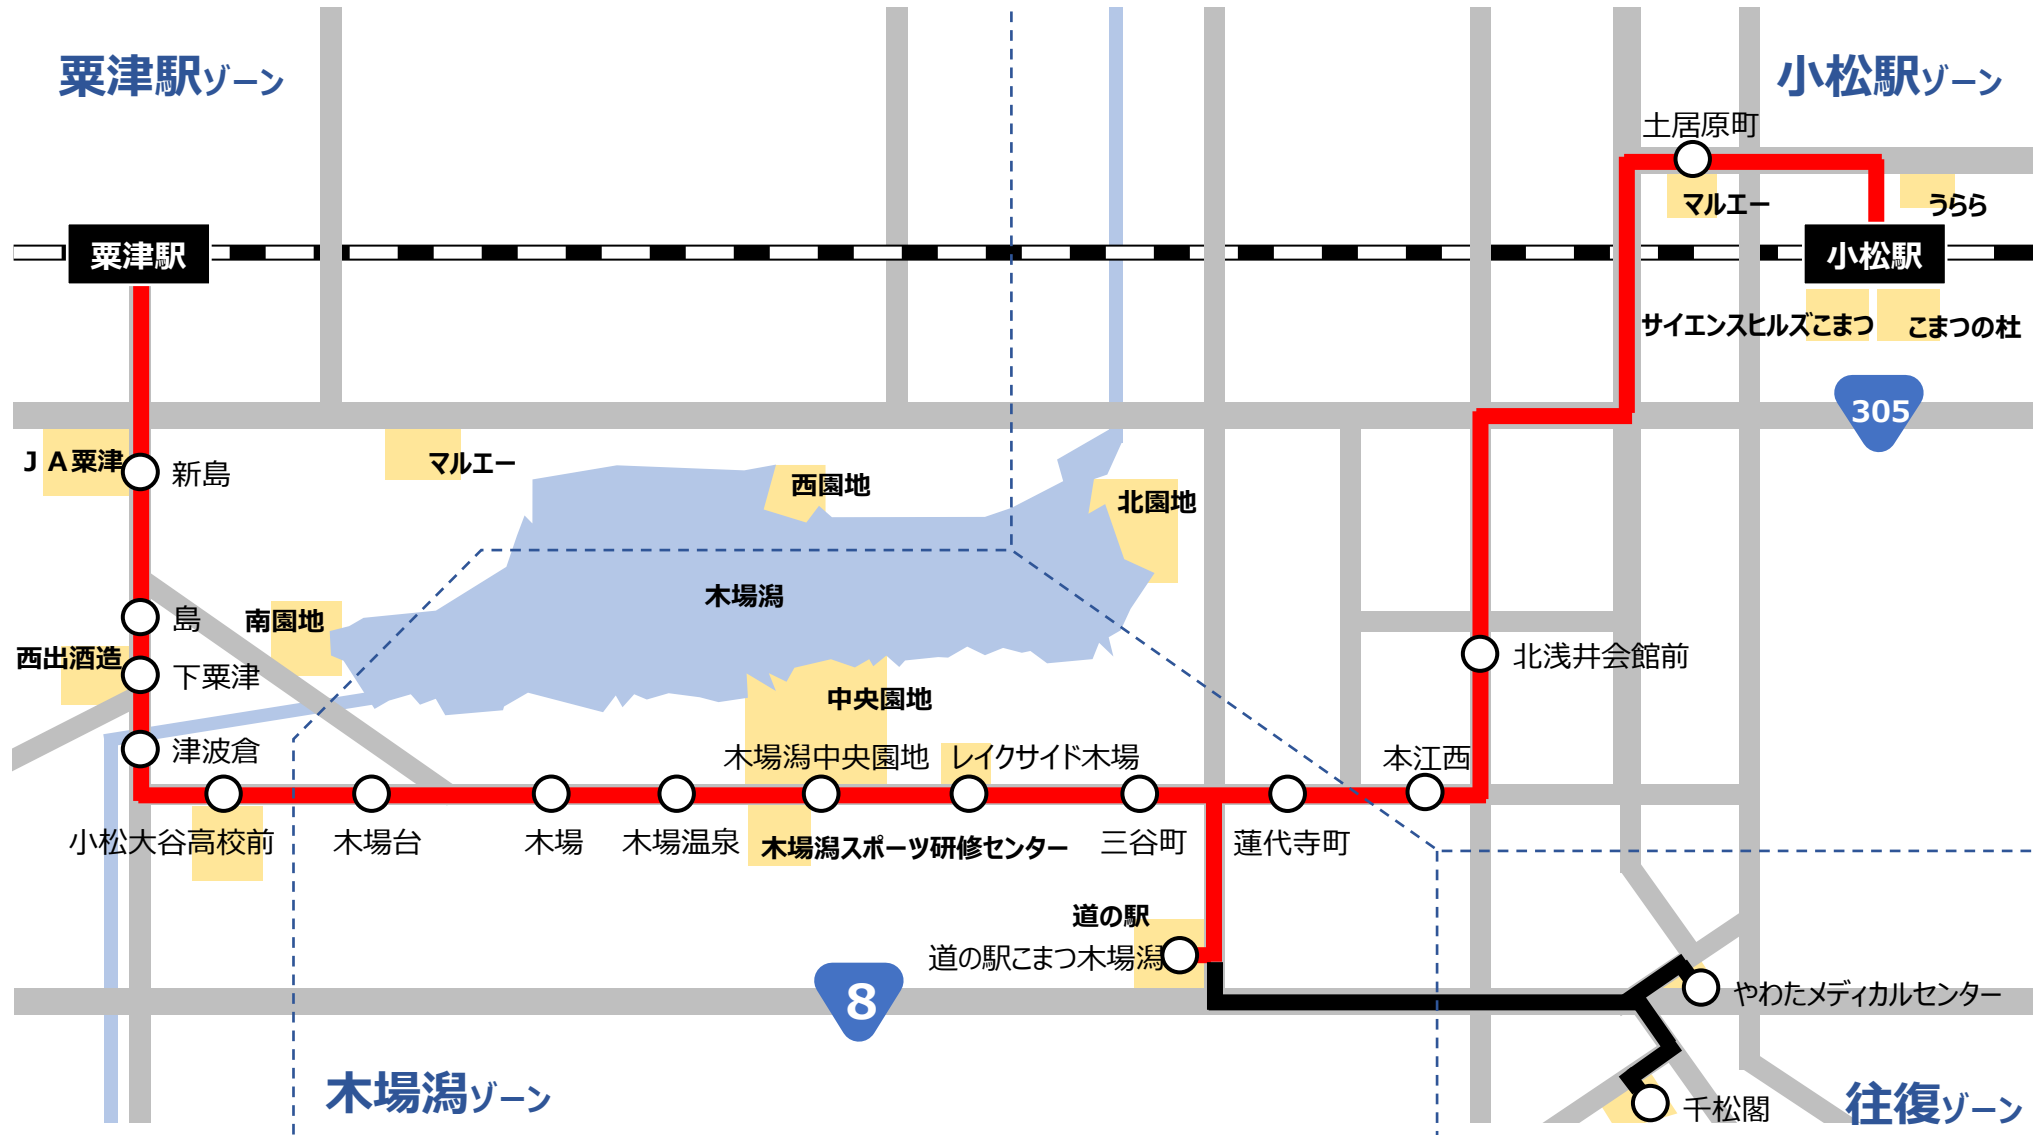 粟津駅ゾーン
小松駅ゾーン
土居原町
マルエー
うらら
粟津駅
小松駅
サイエンスヒルズこまつ
こまつの杜
305
ＪＡ粟津
新島
マルエー
西園地
北園地
木場潟
島
南園地
西出酒造
下粟津
北浅井会館前
中央園地
津波倉
木場潟中央園地
レイクサイド木場
本江西
小松大谷高校前
木場台
木場
木場温泉
木場潟スポーツ研修センター
三谷町
蓮代寺町
道の駅
道の駅こまつ木場潟
8
やわたメディカルセンター
木場潟ゾーン
往復ゾーン
千松閣